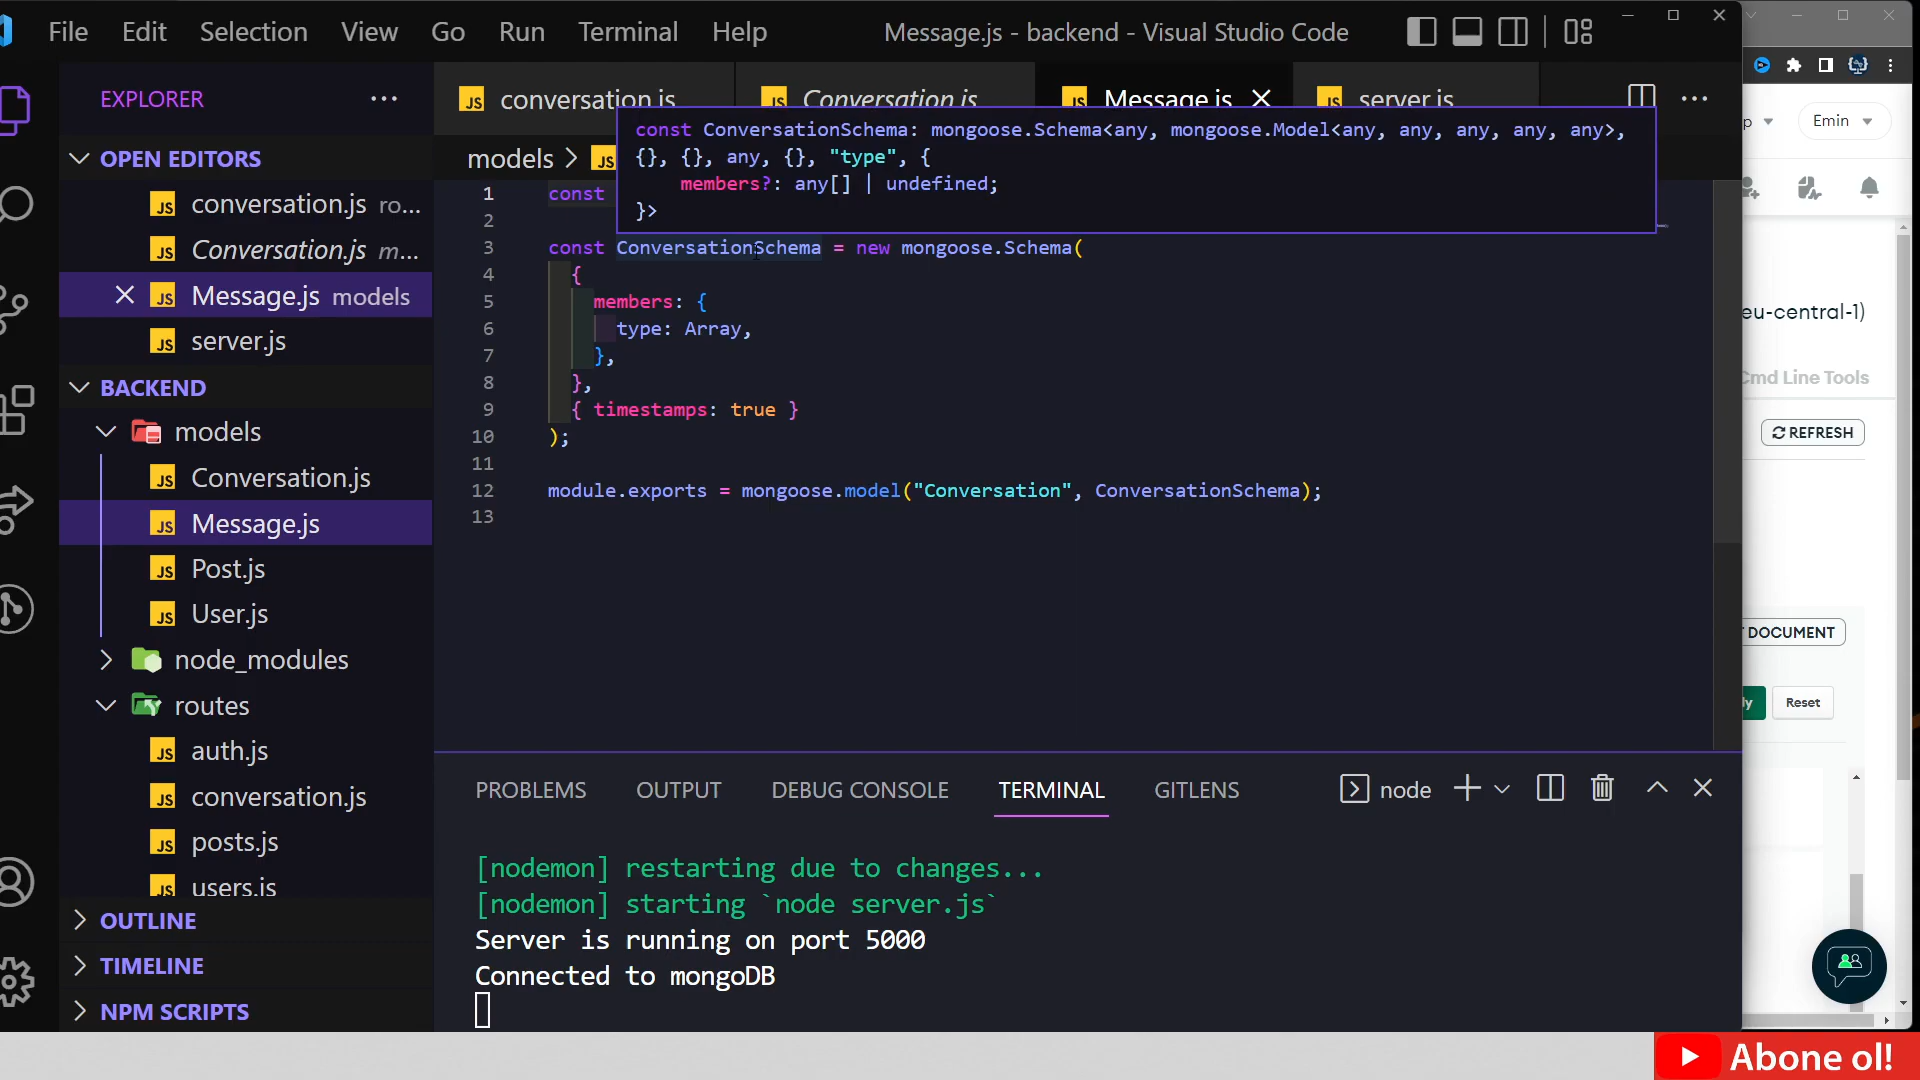 File Edit Selection View Go Run Terminal Help
Message.js - backend - Visual Studio Code
EXPLORER
OPEN EDITORS
conversation.js ro...
Conversation.js m...
Message.js models
server.js
BACKEND
models
Conversation.js
Message.js
Post.js
User.js
node_modules
routes
auth.js
conversation.js
posts.js
users.js
OUTLINE
TIMELINE
NPM SCRIPTS
conversation.js
Conversation.js
Message.js
server.js
models >
const ConversationSchema: mongoose.Schema<any, mongoose.Model<any, any, any, any, any>,
{}, {}, any, {}, "type", {
members?: any[] | undefined;
}>
1 const
2
3 const ConversationSchema = new mongoose.Schema(
4 {
5 members: {
6 type: Array,
7 },
8 },
9 { timestamps: true }
10 );
11
12 module.exports = mongoose.model("Conversation", ConversationSchema);
13
PROBLEMS OUTPUT DEBUG CONSOLE TERMINAL GITLENS
node
[nodemon] restarting due to changes...
[nodemon] starting `node server.js`
Server is running on port 5000
Connected to mongoDB
Emin
eu-central-1)
Cmd Line Tools
REFRESH
DOCUMENT
Reset
Abone ol!